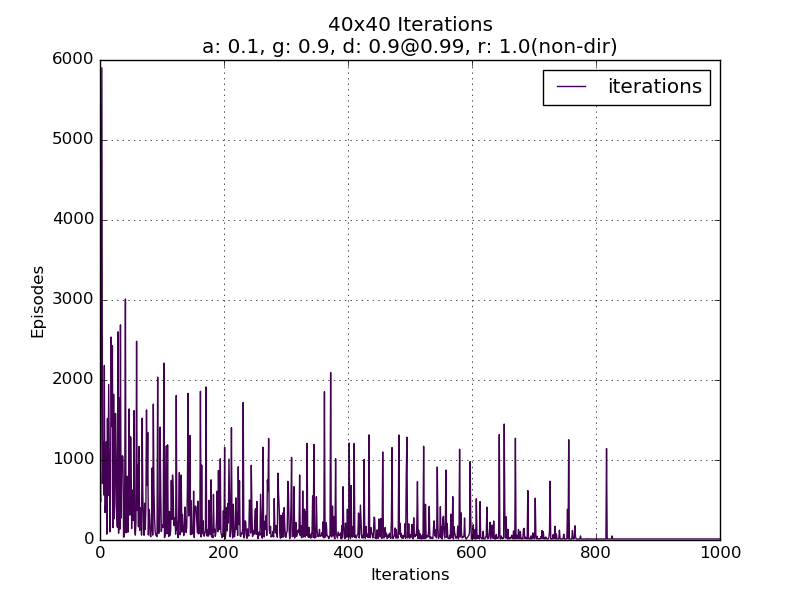 40x40 Iterations
a: 0.1, g: 0.9, d: 0.9@0.99, r: 1.0(non-dir)
iterations
6000
5000
4000
3000
2000
1000
0
Episodes
0 200 400 600 800 1000
Iterations